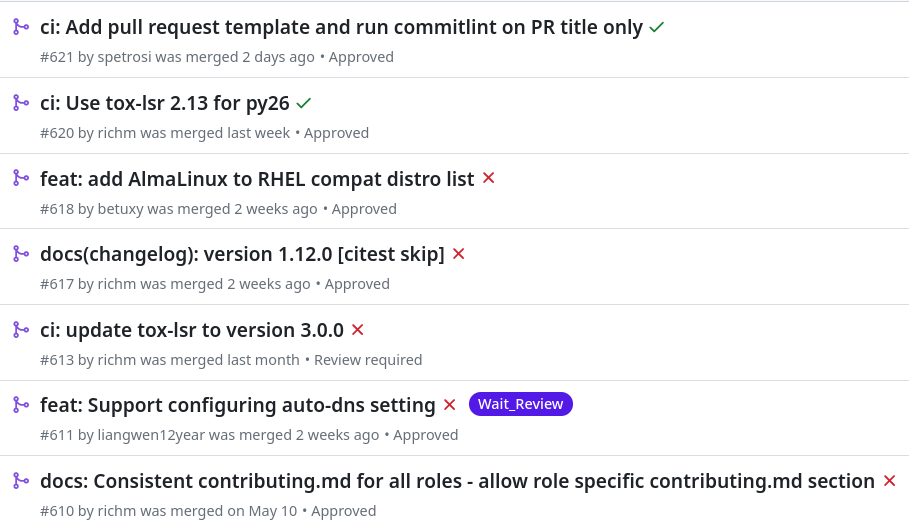 ci: Add pull request template and run commitlint on PR title only
#621 by spetrosi was merged 2 days ago • Approved
ci: Use tox-lsr 2.13 for py26
#620 by richm was merged last week • Approved
feat: add AlmaLinux to RHEL compat distro list
#618 by betuxy was merged 2 weeks ago • Approved
docs(changelog): version 1.12.0 [citest skip]
#617 by richm was merged 2 weeks ago • Approved
ci: update tox-lsr to version 3.0.0
#613 by richm was merged last month • Review required
feat: Support configuring auto-dns setting Wait_Review
#611 by liangwen12year was merged 2 weeks ago • Approved
docs: Consistent contributing.md for all roles - allow role specific contributing.md section
#610 by richm was merged on May 10 • Approved